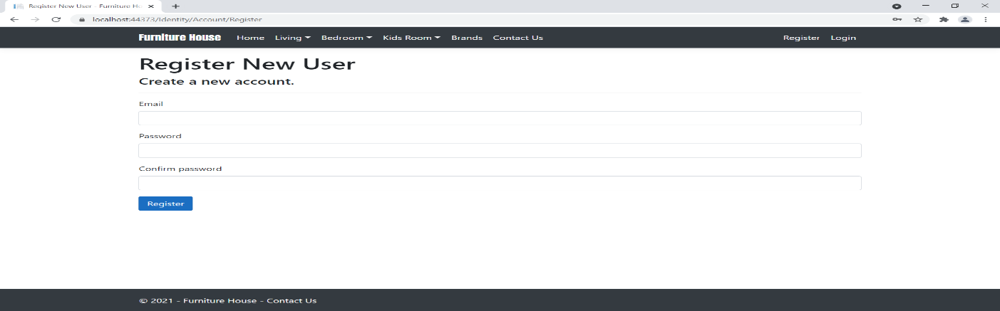 Register New User - Furniture Ho
localhost:44373/Identity/Account/Register
Furniture House Home Living Bedroom Kids Room Brands Contact Us Register Login
Register New User
Create a new account.
Email
Password
Confirm password
Register
© 2021 - Furniture House - Contact Us